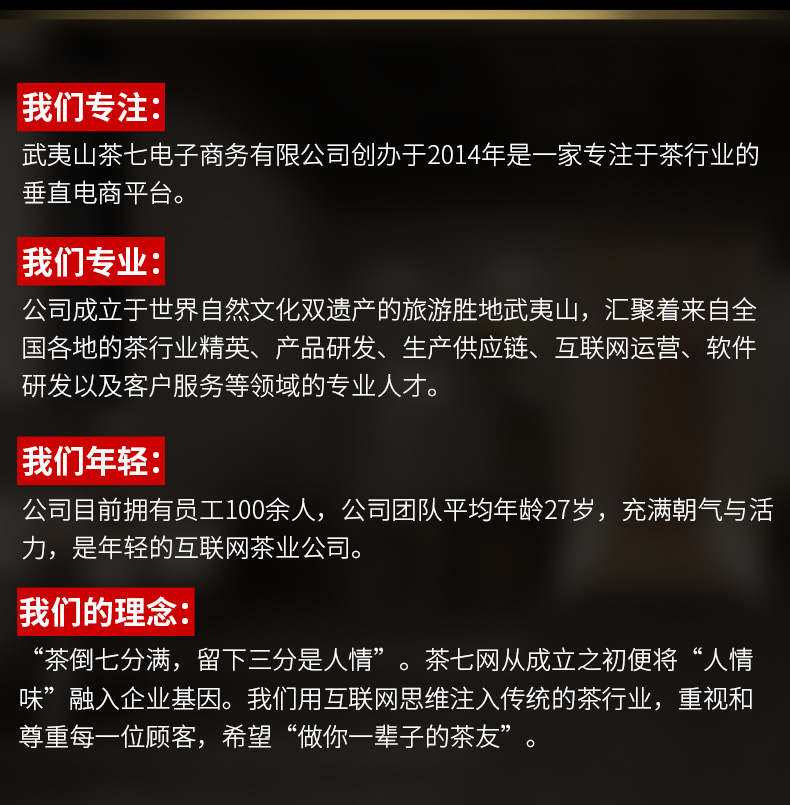 我们专注：
武夷山茶七电子商务有限公司创办于2014年是一家专注于茶行业的
垂直电商平台。
我们专业：
公司成立于世界自然文化双遗产的旅游胜地武夷山，汇聚着来自全
国各地的茶行业精英、产品研发、生产供应链、互联网运营、软件
研发以及客户服务等领域的专业人才。
我们年轻：
公司目前拥有员工100余人，公司团队平均年龄27岁，充满朝气与活
力，是年轻的互联网茶业公司。
我们的理念：
“茶倒七分满，留下三分是人情”。茶七网从成立之初便将“人情
味”融入企业基因。我们用互联网思维注入传统的茶行业，重视和
尊重每一位顾客，希望“做你一辈子的茶友”。